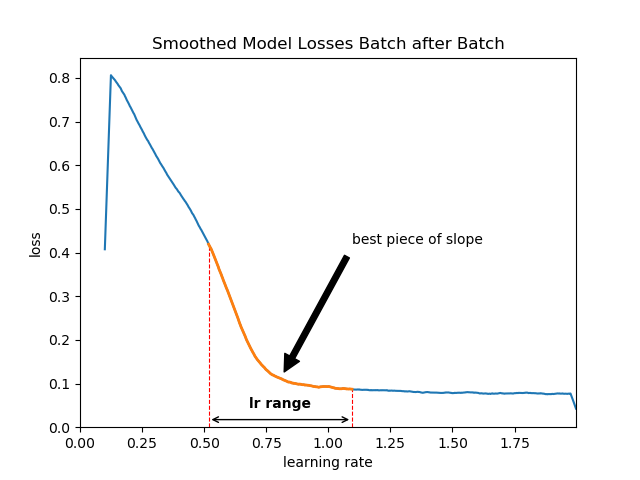 Smoothed Model Losses Batch after Batch
loss
0.8
0.7
0.6
0.5
0.4
0.3
0.2
0.1
0.0
best piece of slope
lr range
0.00 0.25 0.50 0.75 1.00 1.25 1.50 1.75
learning rate